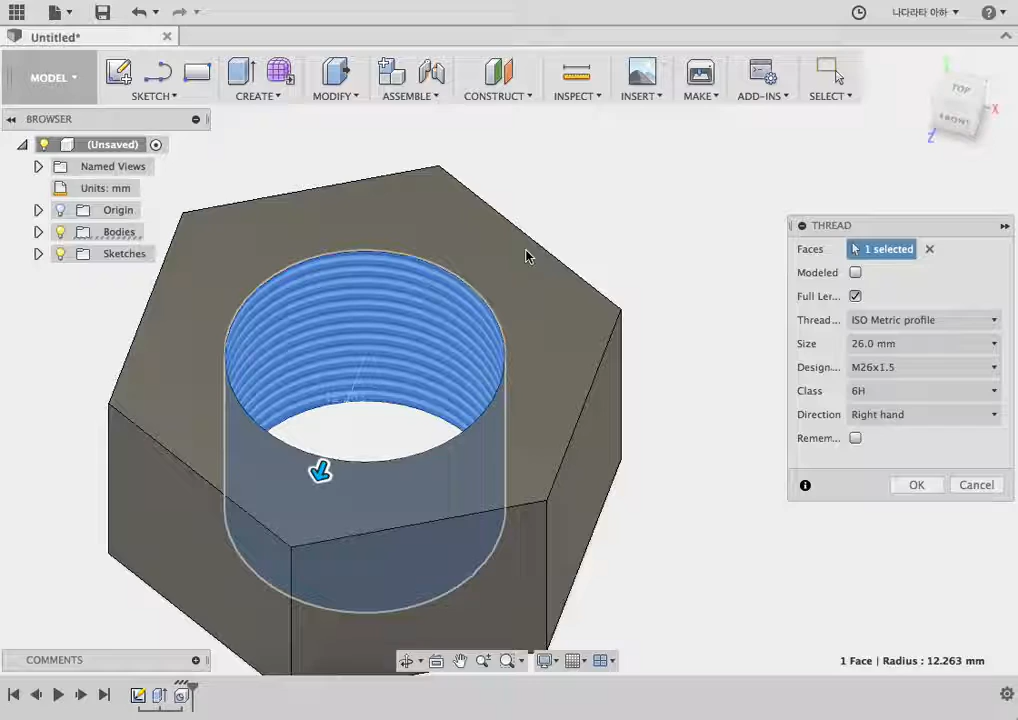 나다라타 아하
Untitled*
MODEL
SKETCH
CREATE
MODIFY
ASSEMBLE
CONSTRUCT
INSPECT
INSERT
MAKE
ADD-INS
SELECT
TOP
FRONT
X
Z
BROWSER
(Unsaved)
Named Views
Units: mm
Origin
Bodies
Sketches
THREAD
Faces 1 selected
Modeled
Full Ler...
Thread... ISO Metric profile
Size 26.0 mm
Design... M26x1.5
Class 6H
Direction Right hand
Remem...
OK Cancel
COMMENTS
1 Face | Radius : 12.263 mm